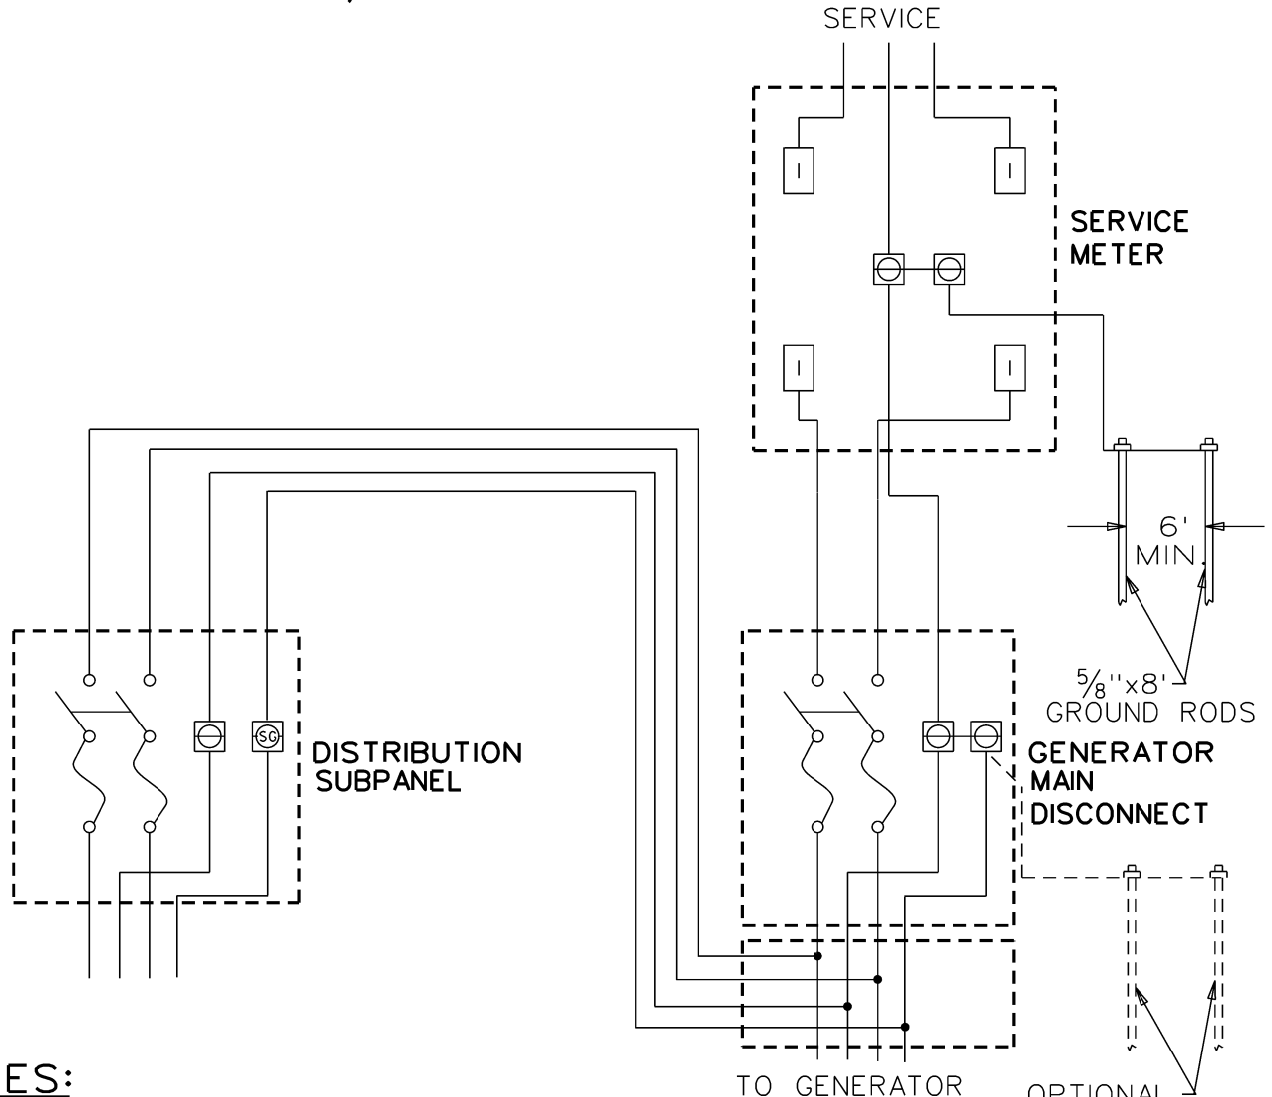 SERVICE
SERVICE
METER
6'
MIN.
5/8"x8'
GROUND RODS
SG
DISTRIBUTION
SUBPANEL
GENERATOR
MAIN
DISCONNECT
ES:
TO GENERATOR
OPTIONAL